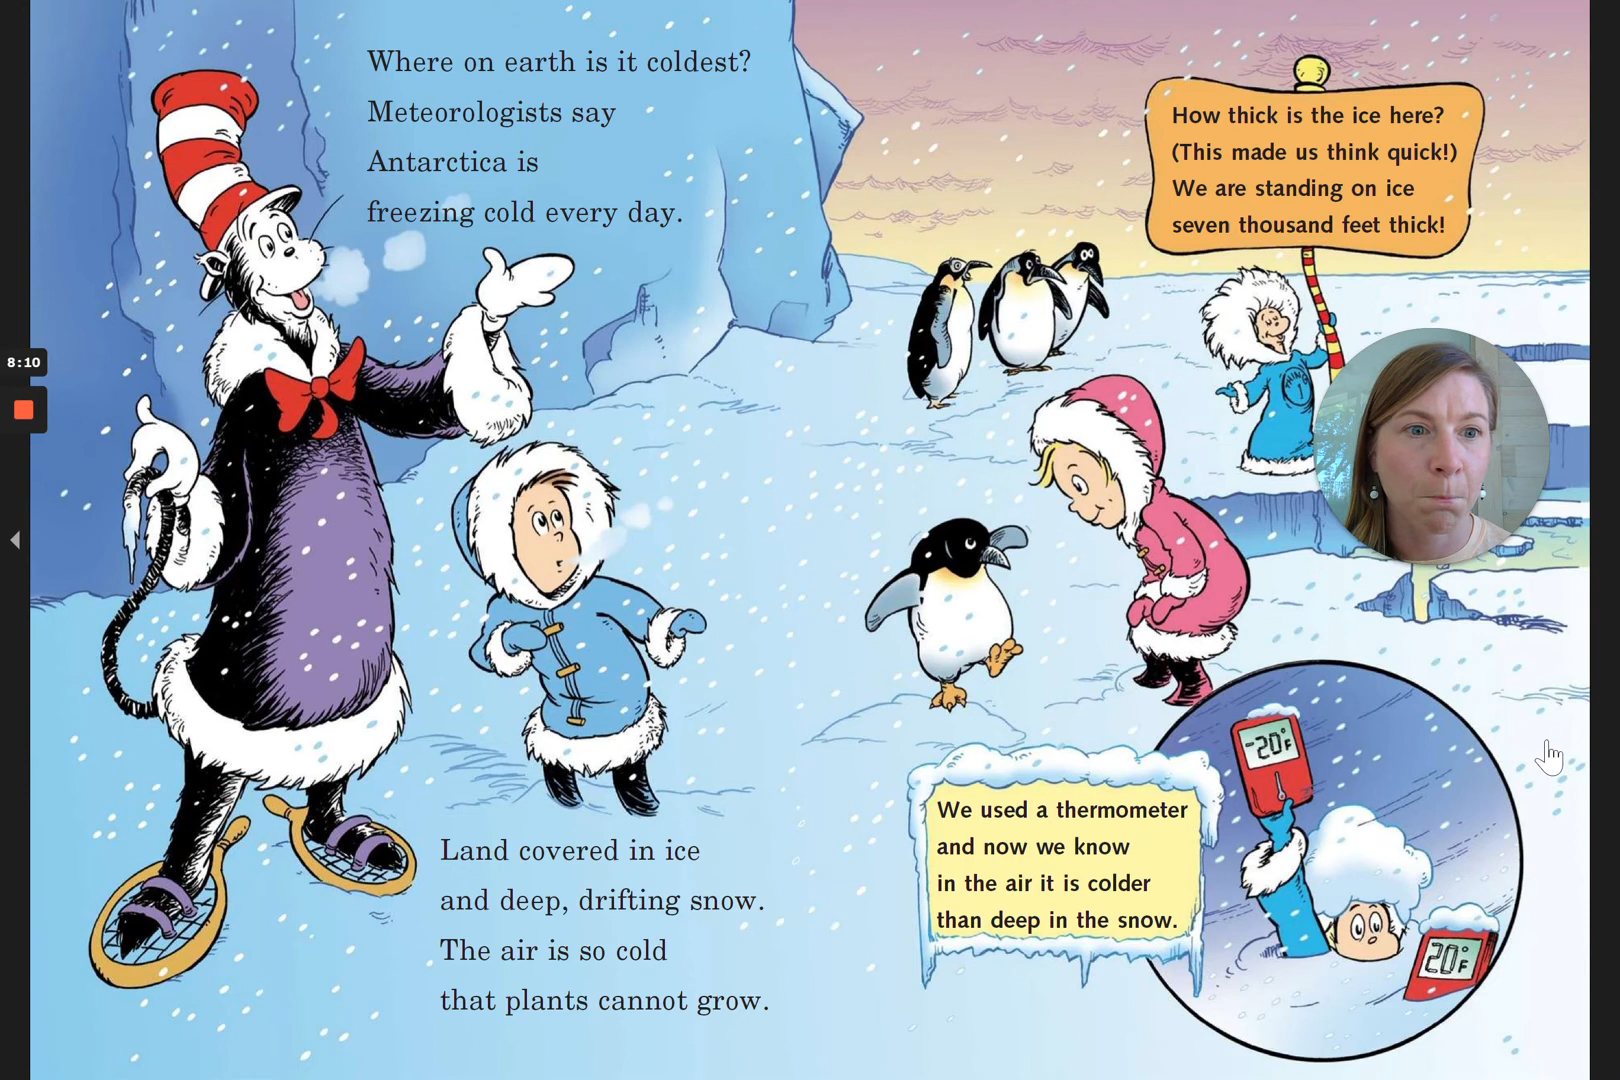 Where on earth is it coldest?
Meteorologists say
Antarctica is
freezing cold every day.
How thick is the ice here?
(This made us think quick!)
We are standing on ice
seven thousand feet thick!
8:10
THING
1
Land covered in ice
and deep, drifting snow.
The air is so cold
that plants cannot grow.
We used a thermometer
and now we know
in the air it is colder
than deep in the snow.
-20°F
20°F